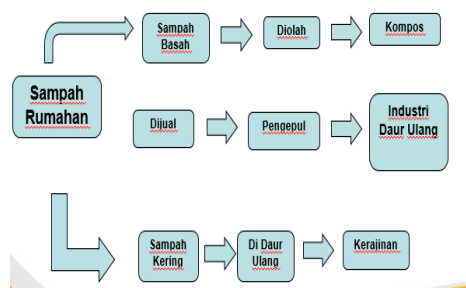 Sampah
Rumahan
Sampah
Basah
Diolah
Kompos
Dijual
Pengepul
Industri
Daur Ulang
Sampah
Kering
Di Daur
Ulang
Kerajinan